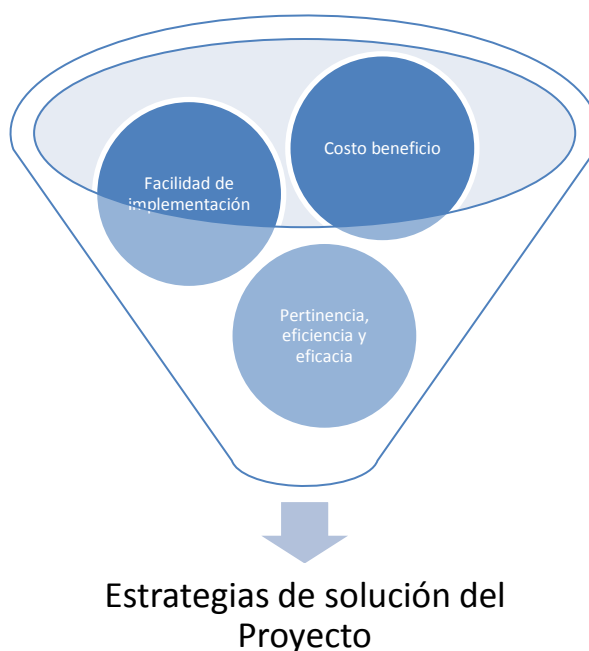 Costo beneficio
Facilidad de
implementación
Pertinencia,
eficiencia y
eficacia
Estrategias de solución del
Proyecto